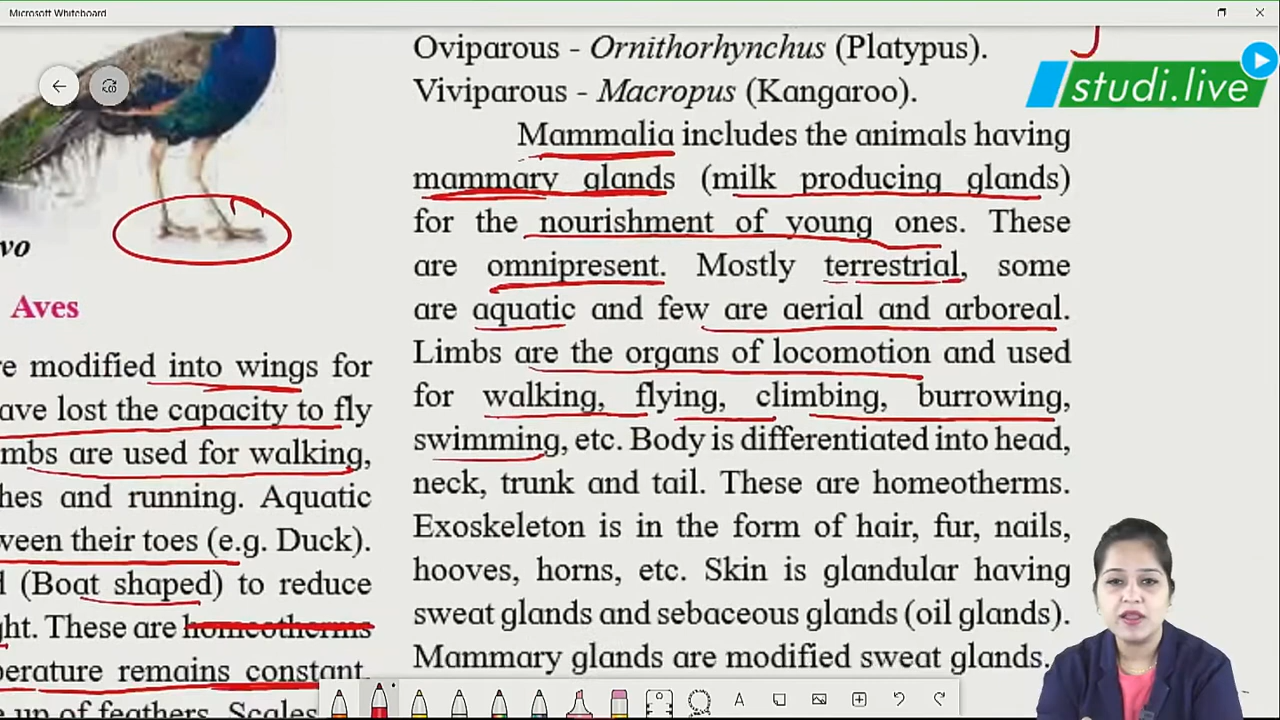 Microsoft Whiteboard
studi.live
vo
Aves
re modified into wings for
ave lost the capacity to fly
mbs are used for walking,
hes and running. Aquatic
ween their toes (e.g. Duck).
d (Boat shaped) to reduce
ght. These are homeotherms
perature remains constant.
e up of feathers. Scales
Oviparous - Ornithorhynchus (Platypus).
Viviparous - Macropus (Kangaroo).
Mammalia includes the animals having
mammary glands (milk producing glands)
for the nourishment of young ones. These
are omnipresent. Mostly terrestrial, some
are aquatic and few are aerial and arboreal.
Limbs are the organs of locomotion and used
for walking, flying, climbing, burrowing,
swimming, etc. Body is differentiated into head,
neck, trunk and tail. These are homeotherms.
Exoskeleton is in the form of hair, fur, nails,
hooves, horns, etc. Skin is glandular having
sweat glands and sebaceous glands (oil glands).
Mammary glands are modified sweat glands.